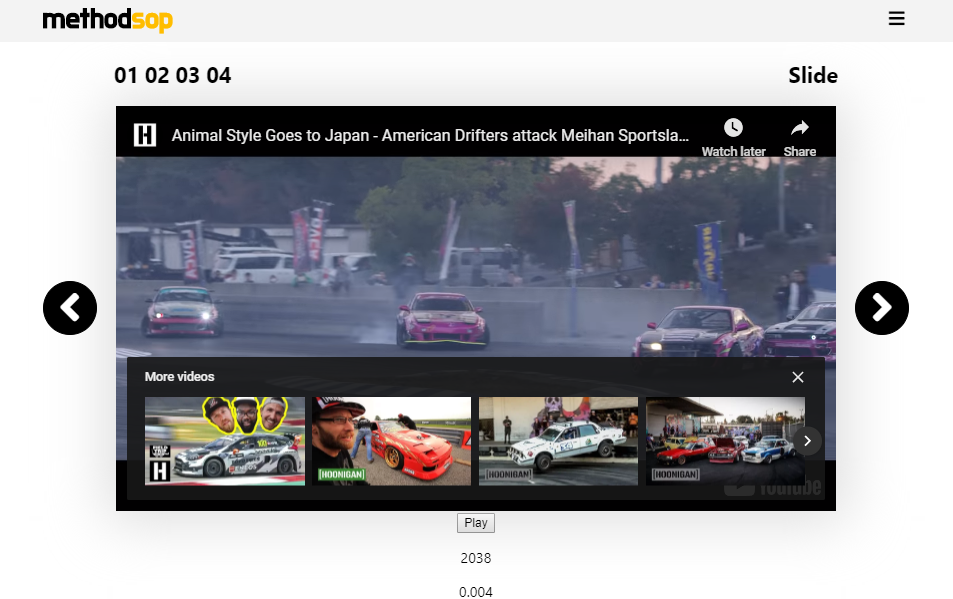 methodsop
01 02 03 04
Slide
H Animal Style Goes to Japan - American Drifters attack Meihan Sportsla...
Watch later
Share
More videos
H
HOONIGAN
HOONIGAN
HOONIGAN
YouTube
Play
2038
0.004